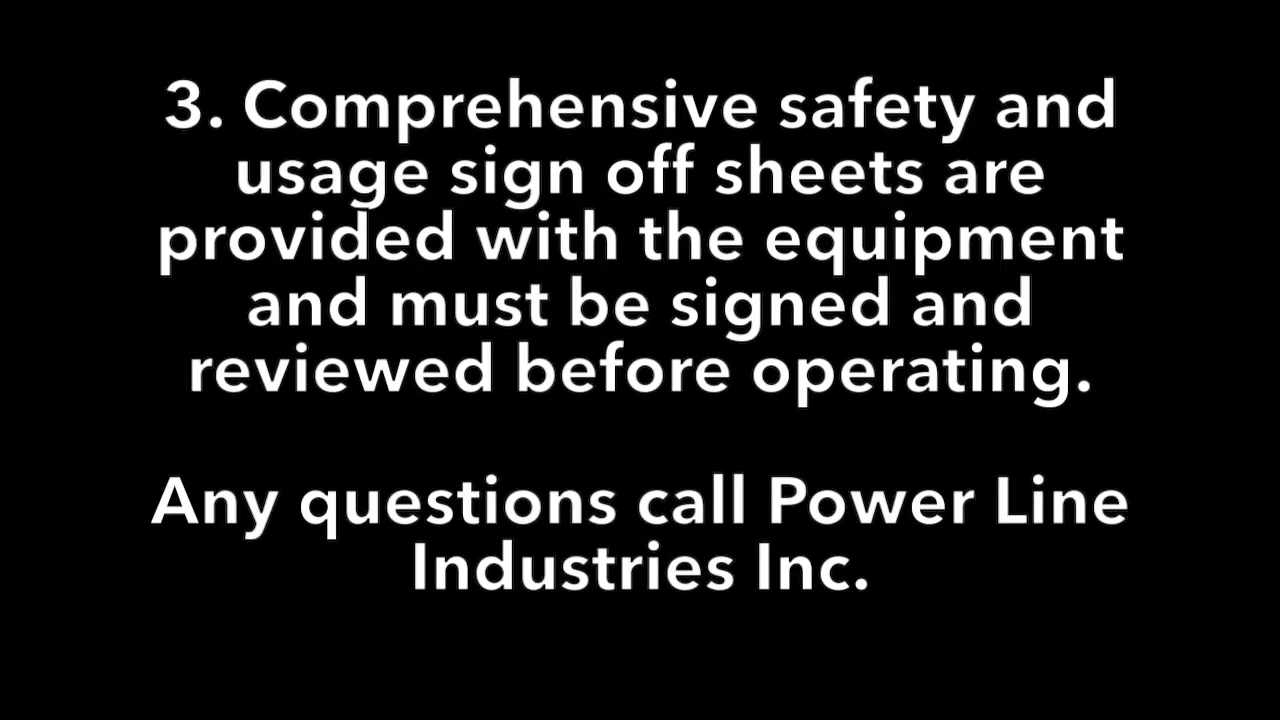 3. Comprehensive safety and
usage sign off sheets are
provided with the equipment
and must be signed and
reviewed before operating.
Any questions call Power Line
Industries Inc.